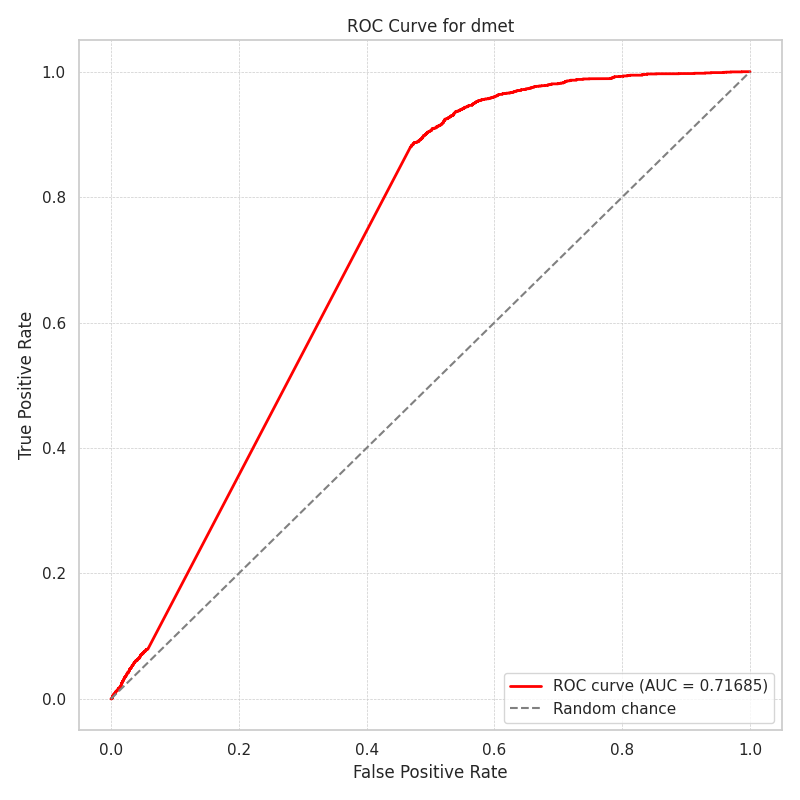 ROC Curve for dmet
True Positive Rate
1.0
0.8
0.6
0.4
0.2
0.0
ROC curve (AUC = 0.71685)
Random chance
0.0 0.2 0.4 0.6 0.8 1.0
False Positive Rate